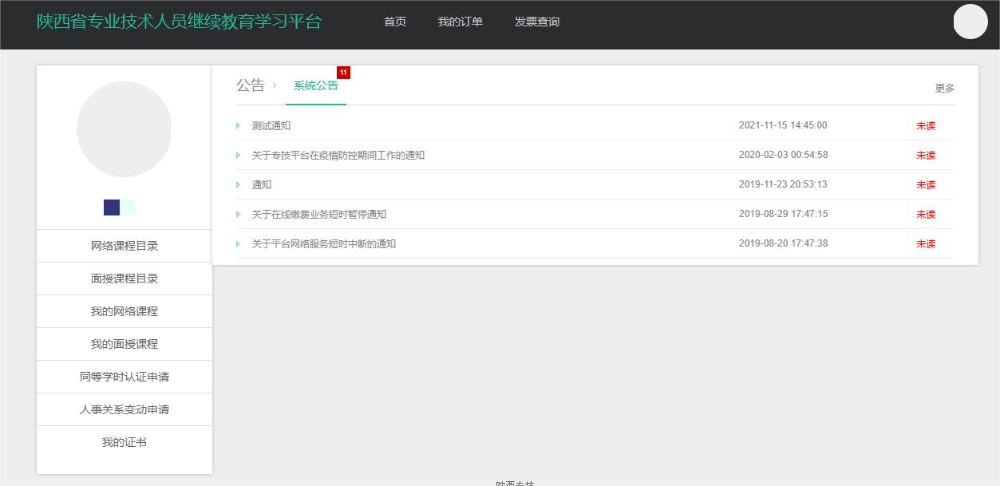 陕西省专业技术人员继续教育学习平台 首页 我的订单 发票查询
公告 系统公告 11 更多
测试通知 2021-11-15 14:45:00 未读
关于专技平台在疫情防控期间工作的通知 2020-02-03 00:54:58 未读
通知 2019-11-23 20:53:13 未读
关于在线缴费业务短时暂停通知 2019-08-29 17:47:15 未读
关于平台网络服务短时中断的通知 2019-08-20 17:47:38 未读
网络课程目录
面授课程目录
我的网络课程
我的面授课程
同等学时认证申请
人事关系变动申请
我的证书
陕西专技